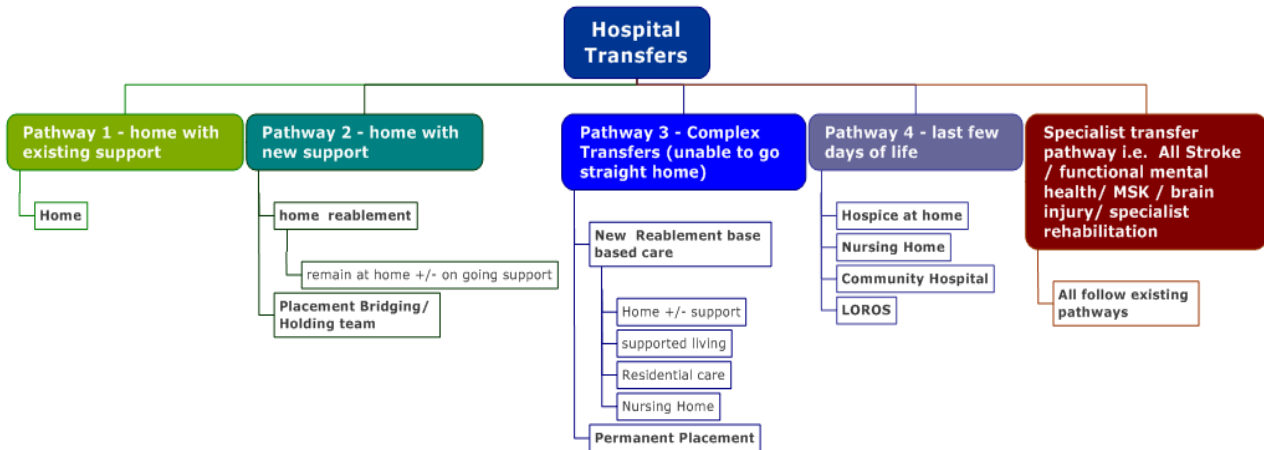 Hospital
Transfers
Pathway 1 - home with
existing support
Home
Pathway 2 - home with
new support
home reablement
remain at home +/- on going support
Placement Bridging/
Holding team
Pathway 3 - Complex
Transfers (unable to go
straight home)
New Reablement base
based care
Home +/- support
supported living
Residential care
Nursing Home
Permanent Placement
Pathway 4 - last few
days of life
Hospice at home
Nursing Home
Community Hospital
LOROS
Specialist transfer
pathway i.e. All Stroke
/ functional mental
health/ MSK / brain
injury/ specialist
rehabilitation
All follow existing
pathways